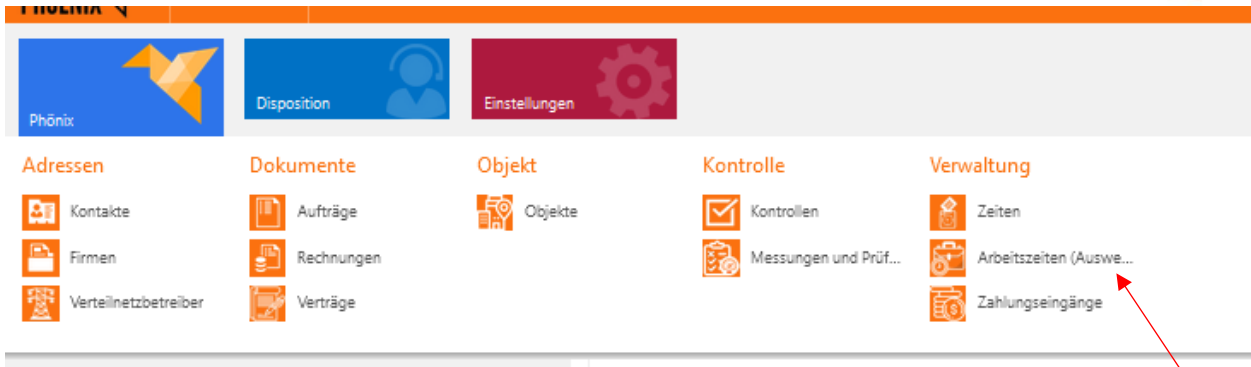 PHOENIX
Phönix
Disposition
Einstellungen
Adressen
Kontakte
Firmen
Verteilnetzbetreiber
Dokumente
Aufträge
Rechnungen
Verträge
Objekt
Objekte
Kontrolle
Kontrollen
Messungen und Prüf...
Verwaltung
Zeiten
Arbeitszeiten (Auswe...
Zahlungseingänge